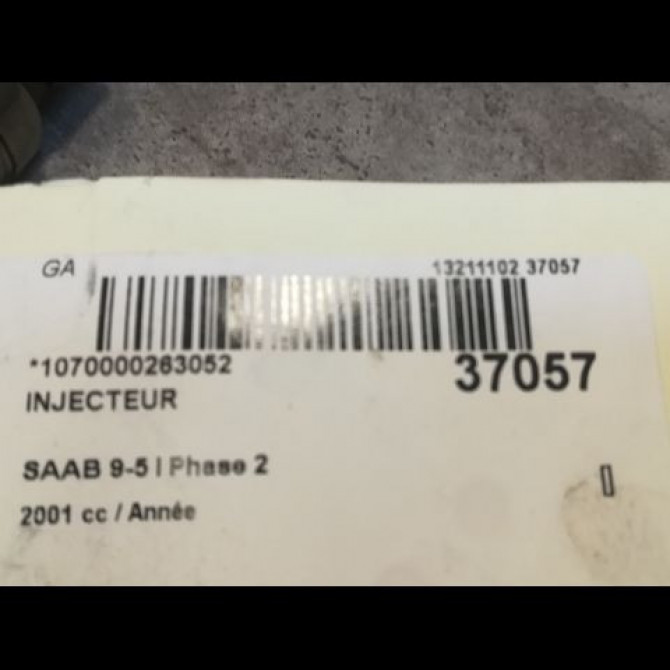 GA 13211102 37057
*1070000263052 37057
INJECTEUR
SAAB 9-5 I Phase 2
2001 cc / Année